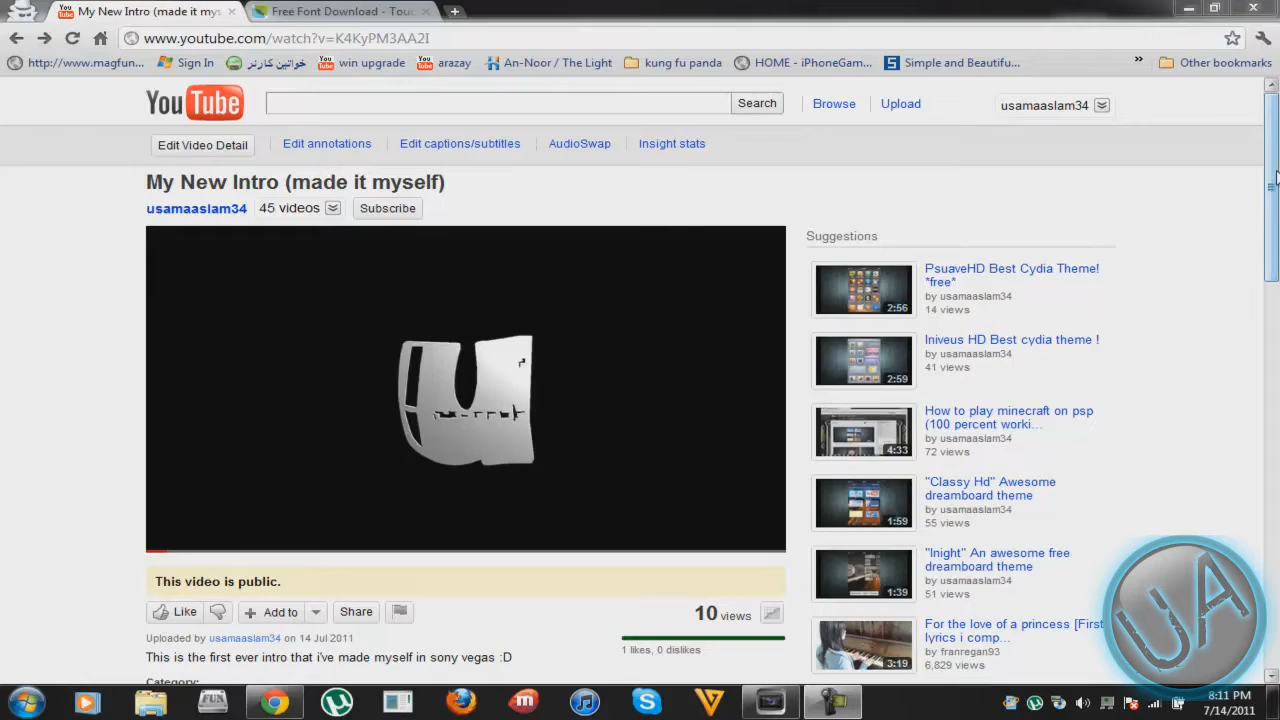 My New Intro (made it mys
Free Font Download - Touc
www.youtube.com/watch?v=K4KyPM3AA2I
http://www.magfun...
Sign In
خواتین کارنر
win upgrade
arazay
An-Noor / The Light
kung fu panda
HOME - iPhoneGam...
Simple and Beautifu...
Other bookmarks
YouTube
Search
Browse
Upload
usamaaslam34
Edit Video Detail
Edit annotations
Edit captions/subtitles
AudioSwap
Insight stats
My New Intro (made it myself)
usamaaslam34
45 videos
Subscribe
U
This video is public.
Like
Add to
Share
10 views
Uploaded by usamaaslam34 on 14 Jul 2011
1 likes, 0 dislikes
This is the first ever intro that i've made myself in sony vegas :D
Category:
Suggestions
PsuaveHD Best Cydia Theme!
*free*
by usamaaslam34
14 views
2:56
Iniveus HD Best cydia theme !
by usamaaslam34
41 views
2:59
How to play minecraft on psp
(100 percent worki...
by usamaaslam34
72 views
4:33
"Classy Hd" Awesome
dreamboard theme
by usamaaslam34
55 views
1:59
"Inight" An awesome free
dreamboard theme
by usamaaslam34
51 views
1:39
For the love of a princess [First
lyrics i comp...
by franregan93
6,829 views
3:19
UA
FUN
8:11 PM
7/14/2011